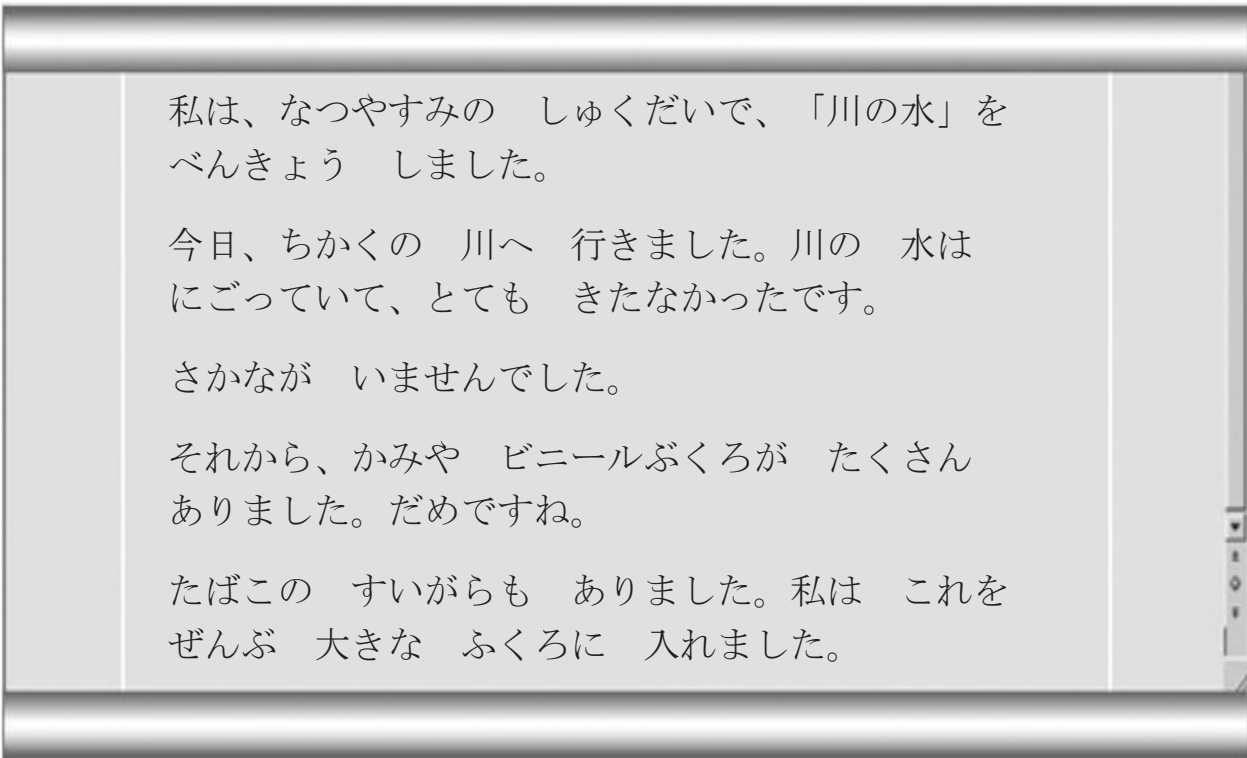 私は、なつやすみの　しゅくだいで、「川の水」を
べんきょう　しました。
今日、ちかくの　川へ　行きました。川の　水は
にごっていて、とても　きたなかったです。
さかなが　いませんでした。
それから、かみや　ビニールぶくろが　たくさん
ありました。だめですね。
たばこの　すいがらも　ありました。私は　これを
ぜんぶ　大きな　ふくろに　入れました。